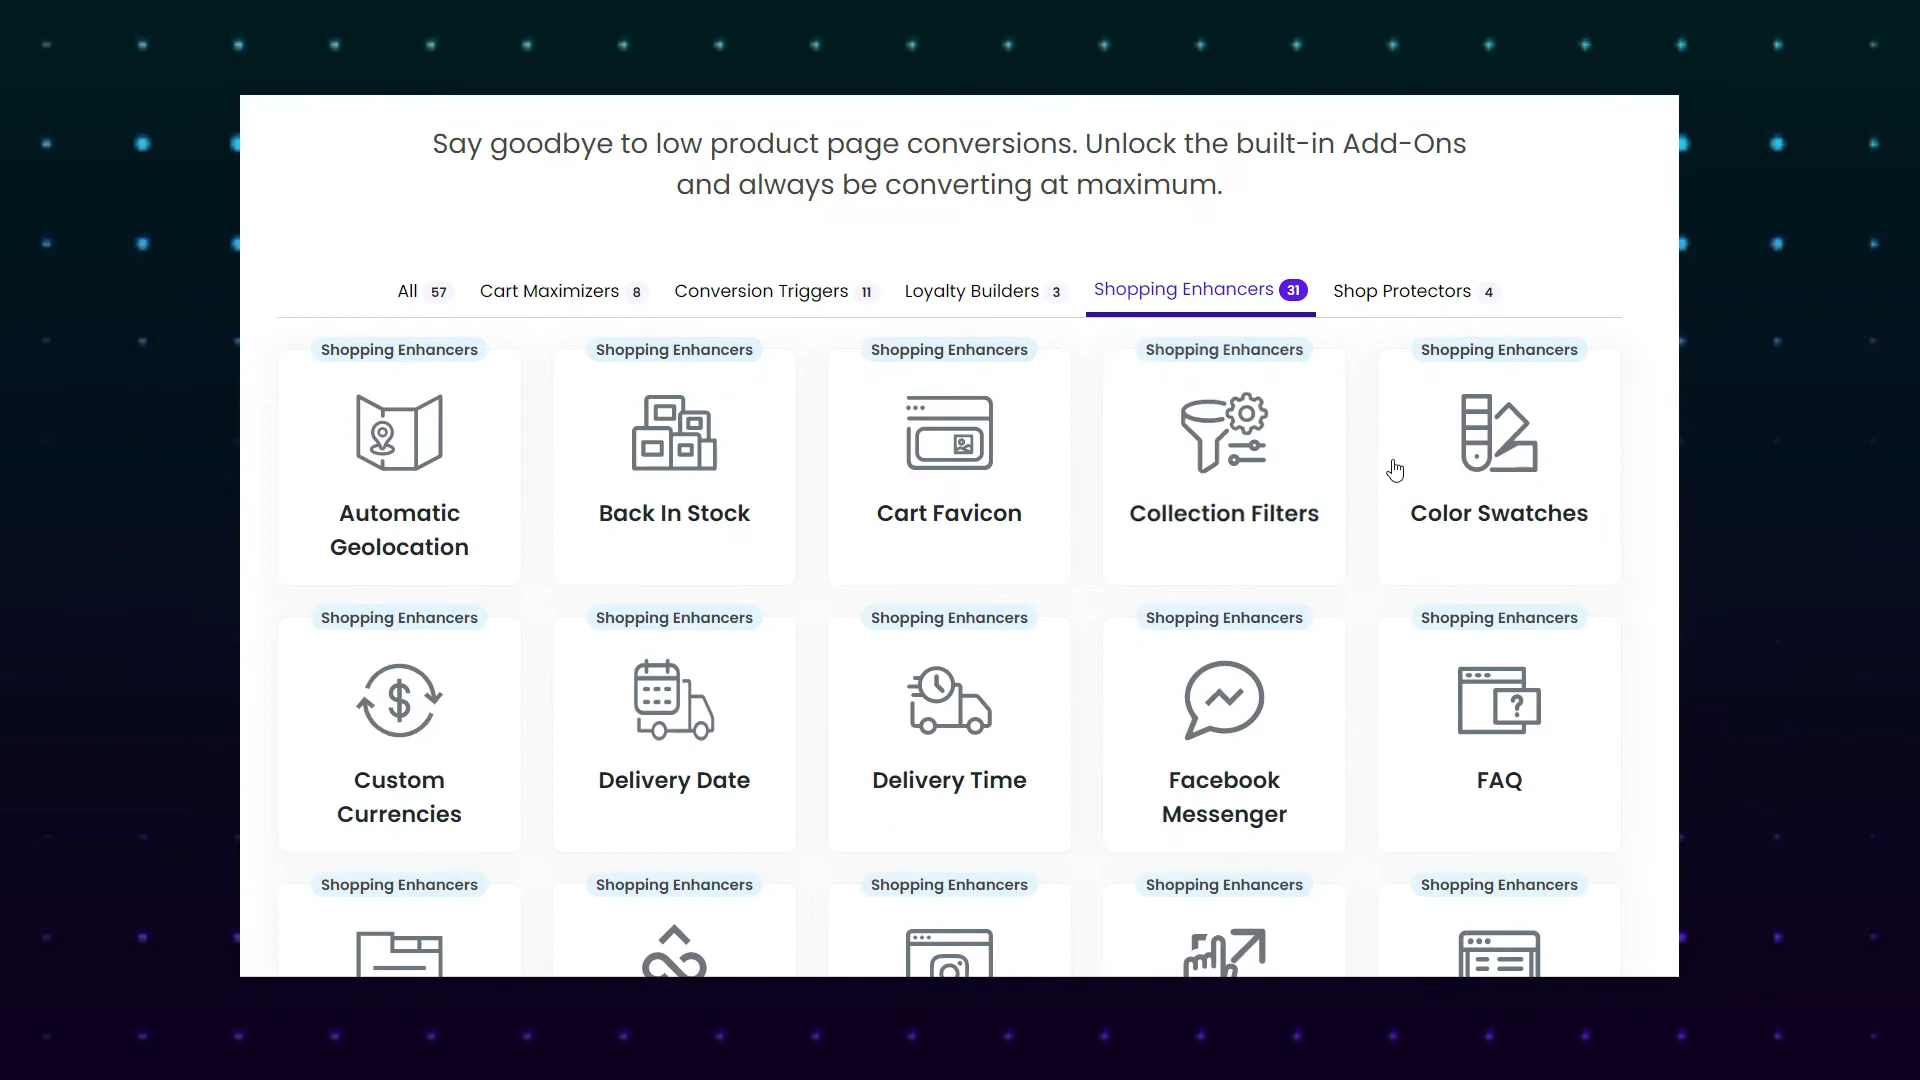 Say goodbye to low product page conversions. Unlock the built-in Add-Ons
and always be converting at maximum.
All 57 Cart Maximizers 8 Conversion Triggers 11 Loyalty Builders 3 Shopping Enhancers 31 Shop Protectors 4
Shopping Enhancers Shopping Enhancers Shopping Enhancers Shopping Enhancers Shopping Enhancers
Automatic Back In Stock Cart Favicon Collection Filters Color Swatches
Geolocation
Shopping Enhancers Shopping Enhancers Shopping Enhancers Shopping Enhancers Shopping Enhancers
$ ?
Custom Delivery Date Delivery Time Facebook FAQ
Currencies Messenger
Shopping Enhancers Shopping Enhancers Shopping Enhancers Shopping Enhancers Shopping Enhancers